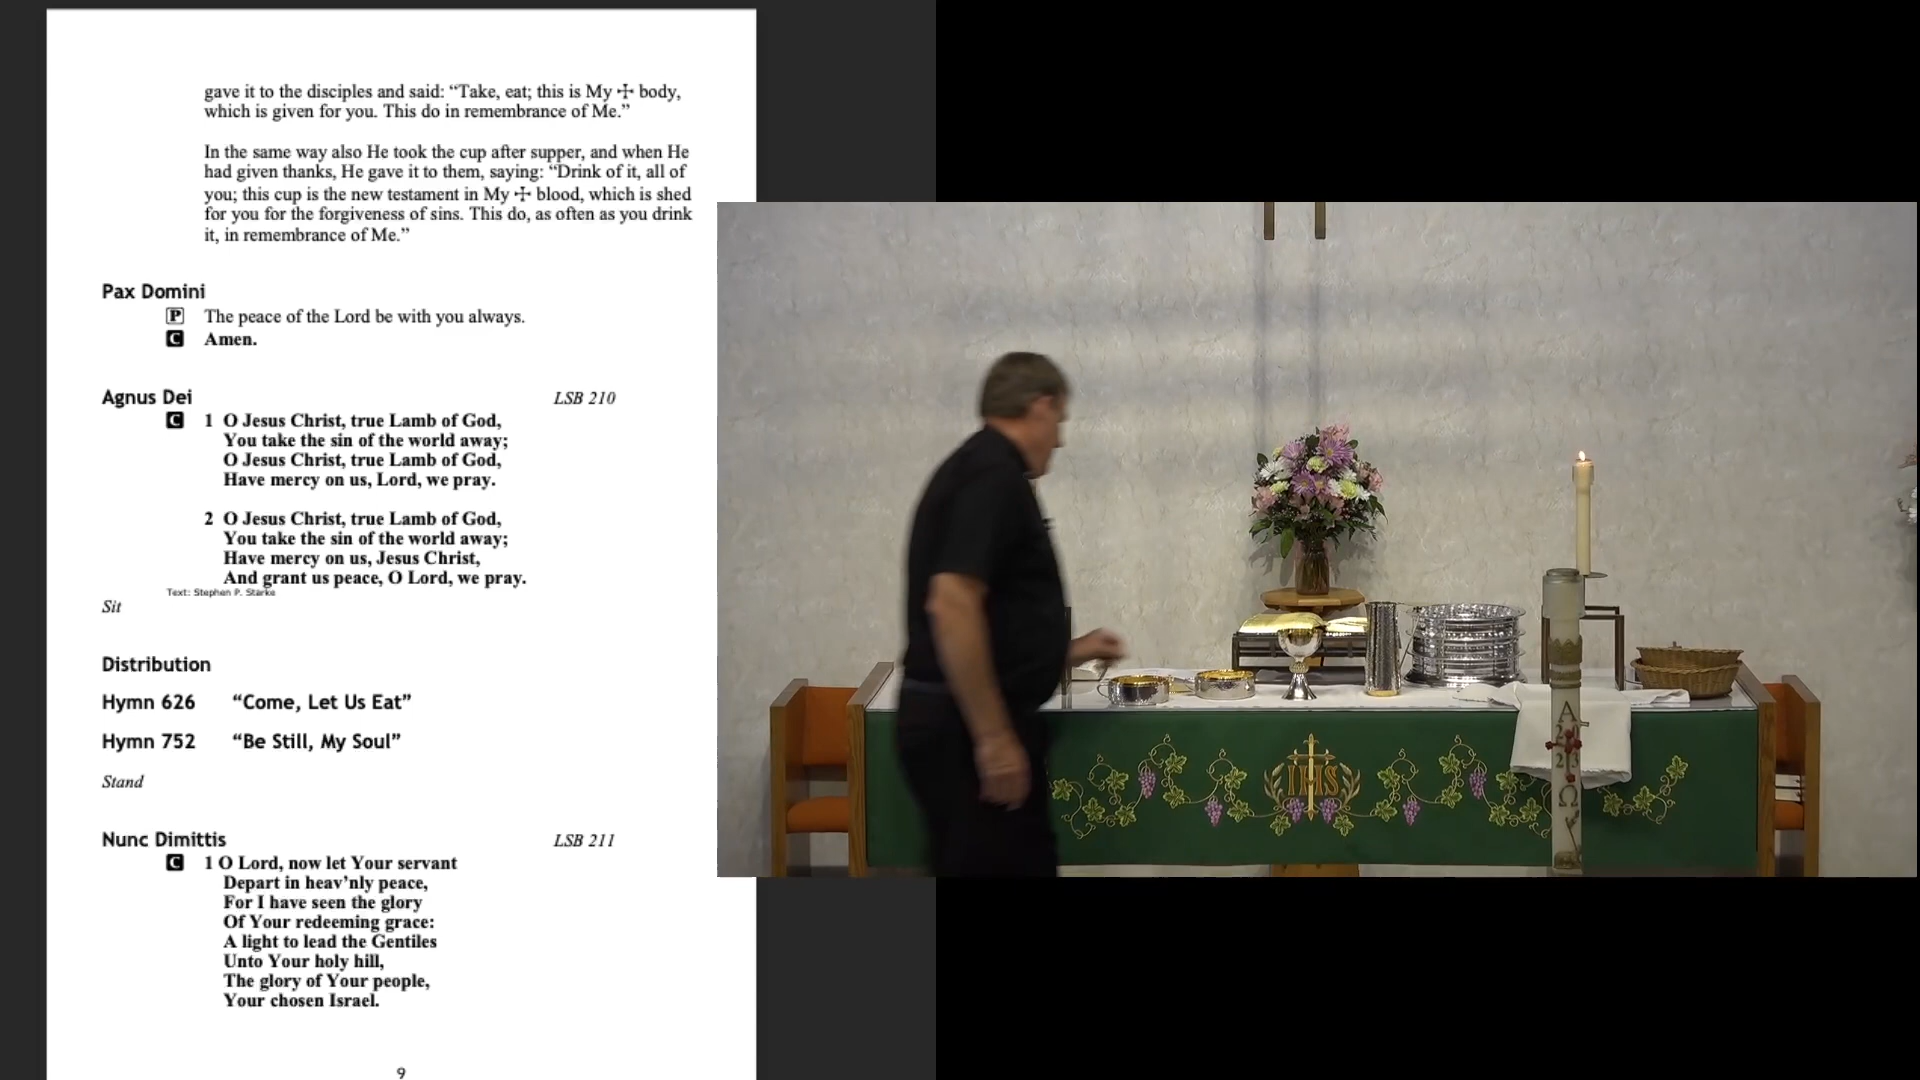 gave it to the disciples and said: “Take, eat; this is My ☩ body,
which is given for you. This do in remembrance of Me.”
In the same way also He took the cup after supper, and when He
had given thanks, He gave it to them, saying: “Drink of it, all of
you; this cup is the new testament in My ☩ blood, which is shed
for you for the forgiveness of sins. This do, as often as you drink
it, in remembrance of Me.”
Pax Domini
P The peace of the Lord be with you always.
C Amen.
Agnus Dei LSB 210
C 1 O Jesus Christ, true Lamb of God,
You take the sin of the world away;
O Jesus Christ, true Lamb of God,
Have mercy on us, Lord, we pray.
2 O Jesus Christ, true Lamb of God,
You take the sin of the world away;
Have mercy on us, Jesus Christ,
And grant us peace, O Lord, we pray.
Text: Stephen P. Starke
Sit
Distribution
Hymn 626 “Come, Let Us Eat”
Hymn 752 “Be Still, My Soul”
Stand
Nunc Dimittis LSB 211
C 1 O Lord, now let Your servant
Depart in heav’nly peace,
For I have seen the glory
Of Your redeeming grace:
A light to lead the Gentiles
Unto Your holy hill,
The glory of Your people,
Your chosen Israel.
9
IHS
Α
Ω